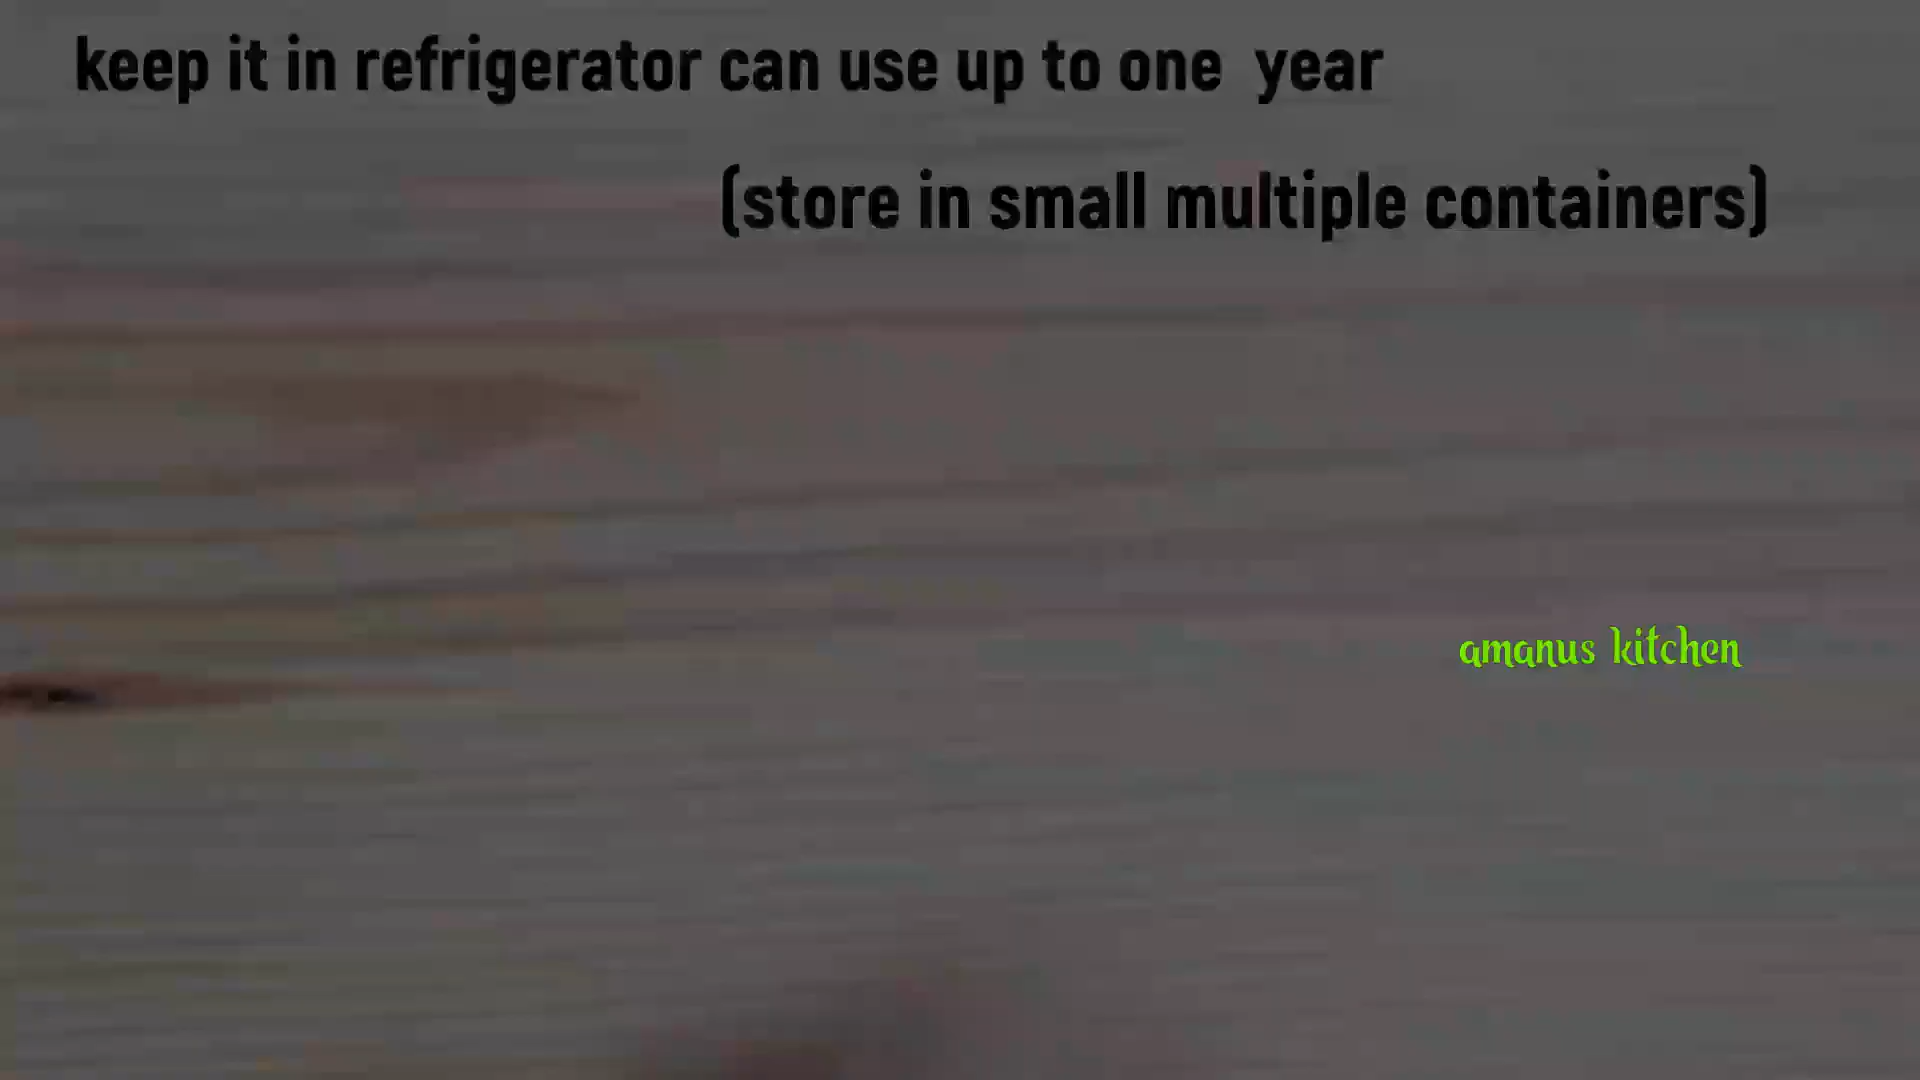 keep it in refrigerator can use up to one year
(store in small multiple containers)
amanus kitchen